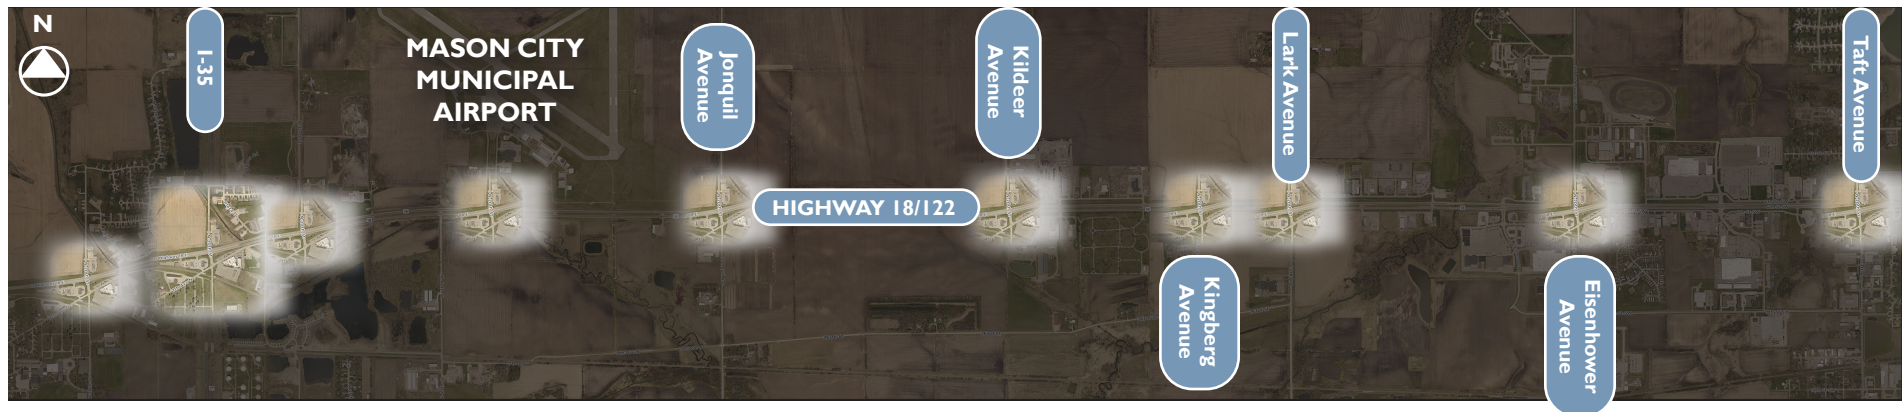 N
I-35
MASON CITY
MUNICIPAL
AIRPORT
Jonquil
Avenue
HIGHWAY 18/122
Kildeer
Avenue
Kingberg
Avenue
Lark Avenue
Eisenhower
Avenue
Taft Avenue